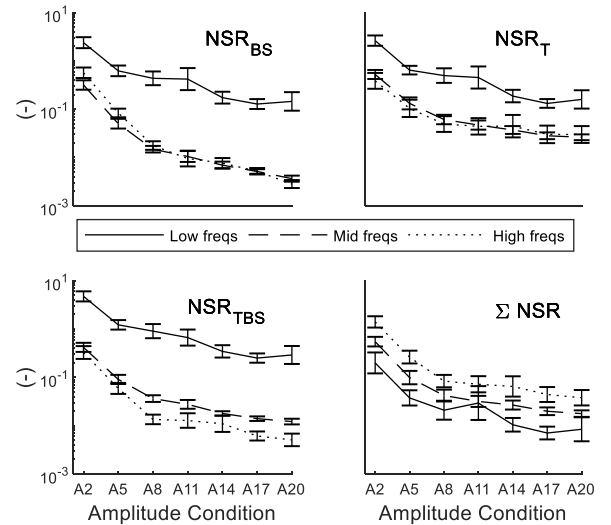 10^1
NSR_BS
NSR_T
10^-1
(-)
10^-3
Low freqs
Mid freqs
High freqs
10^1
NSR_TBS
Σ NSR
10^-1
(-)
10^-3
A2 A5 A8 A11 A14 A17 A20
A2 A5 A8 A11 A14 A17 A20
Amplitude Condition
Amplitude Condition